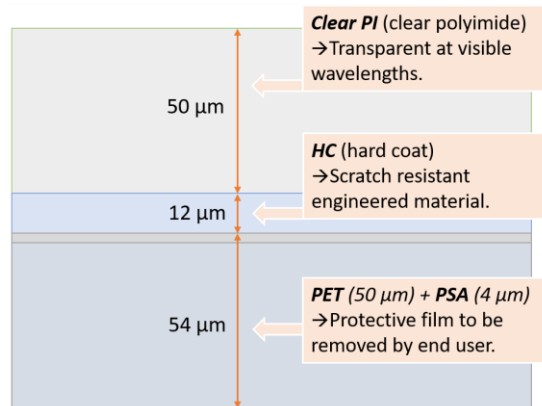 Clear PI (clear polyimide)
→Transparent at visible
wavelengths.
50 µm
HC (hard coat)
→Scratch resistant
engineered material.
12 µm
PET (50 µm) + PSA (4 µm)
→Protective film to be
removed by end user.
54 µm